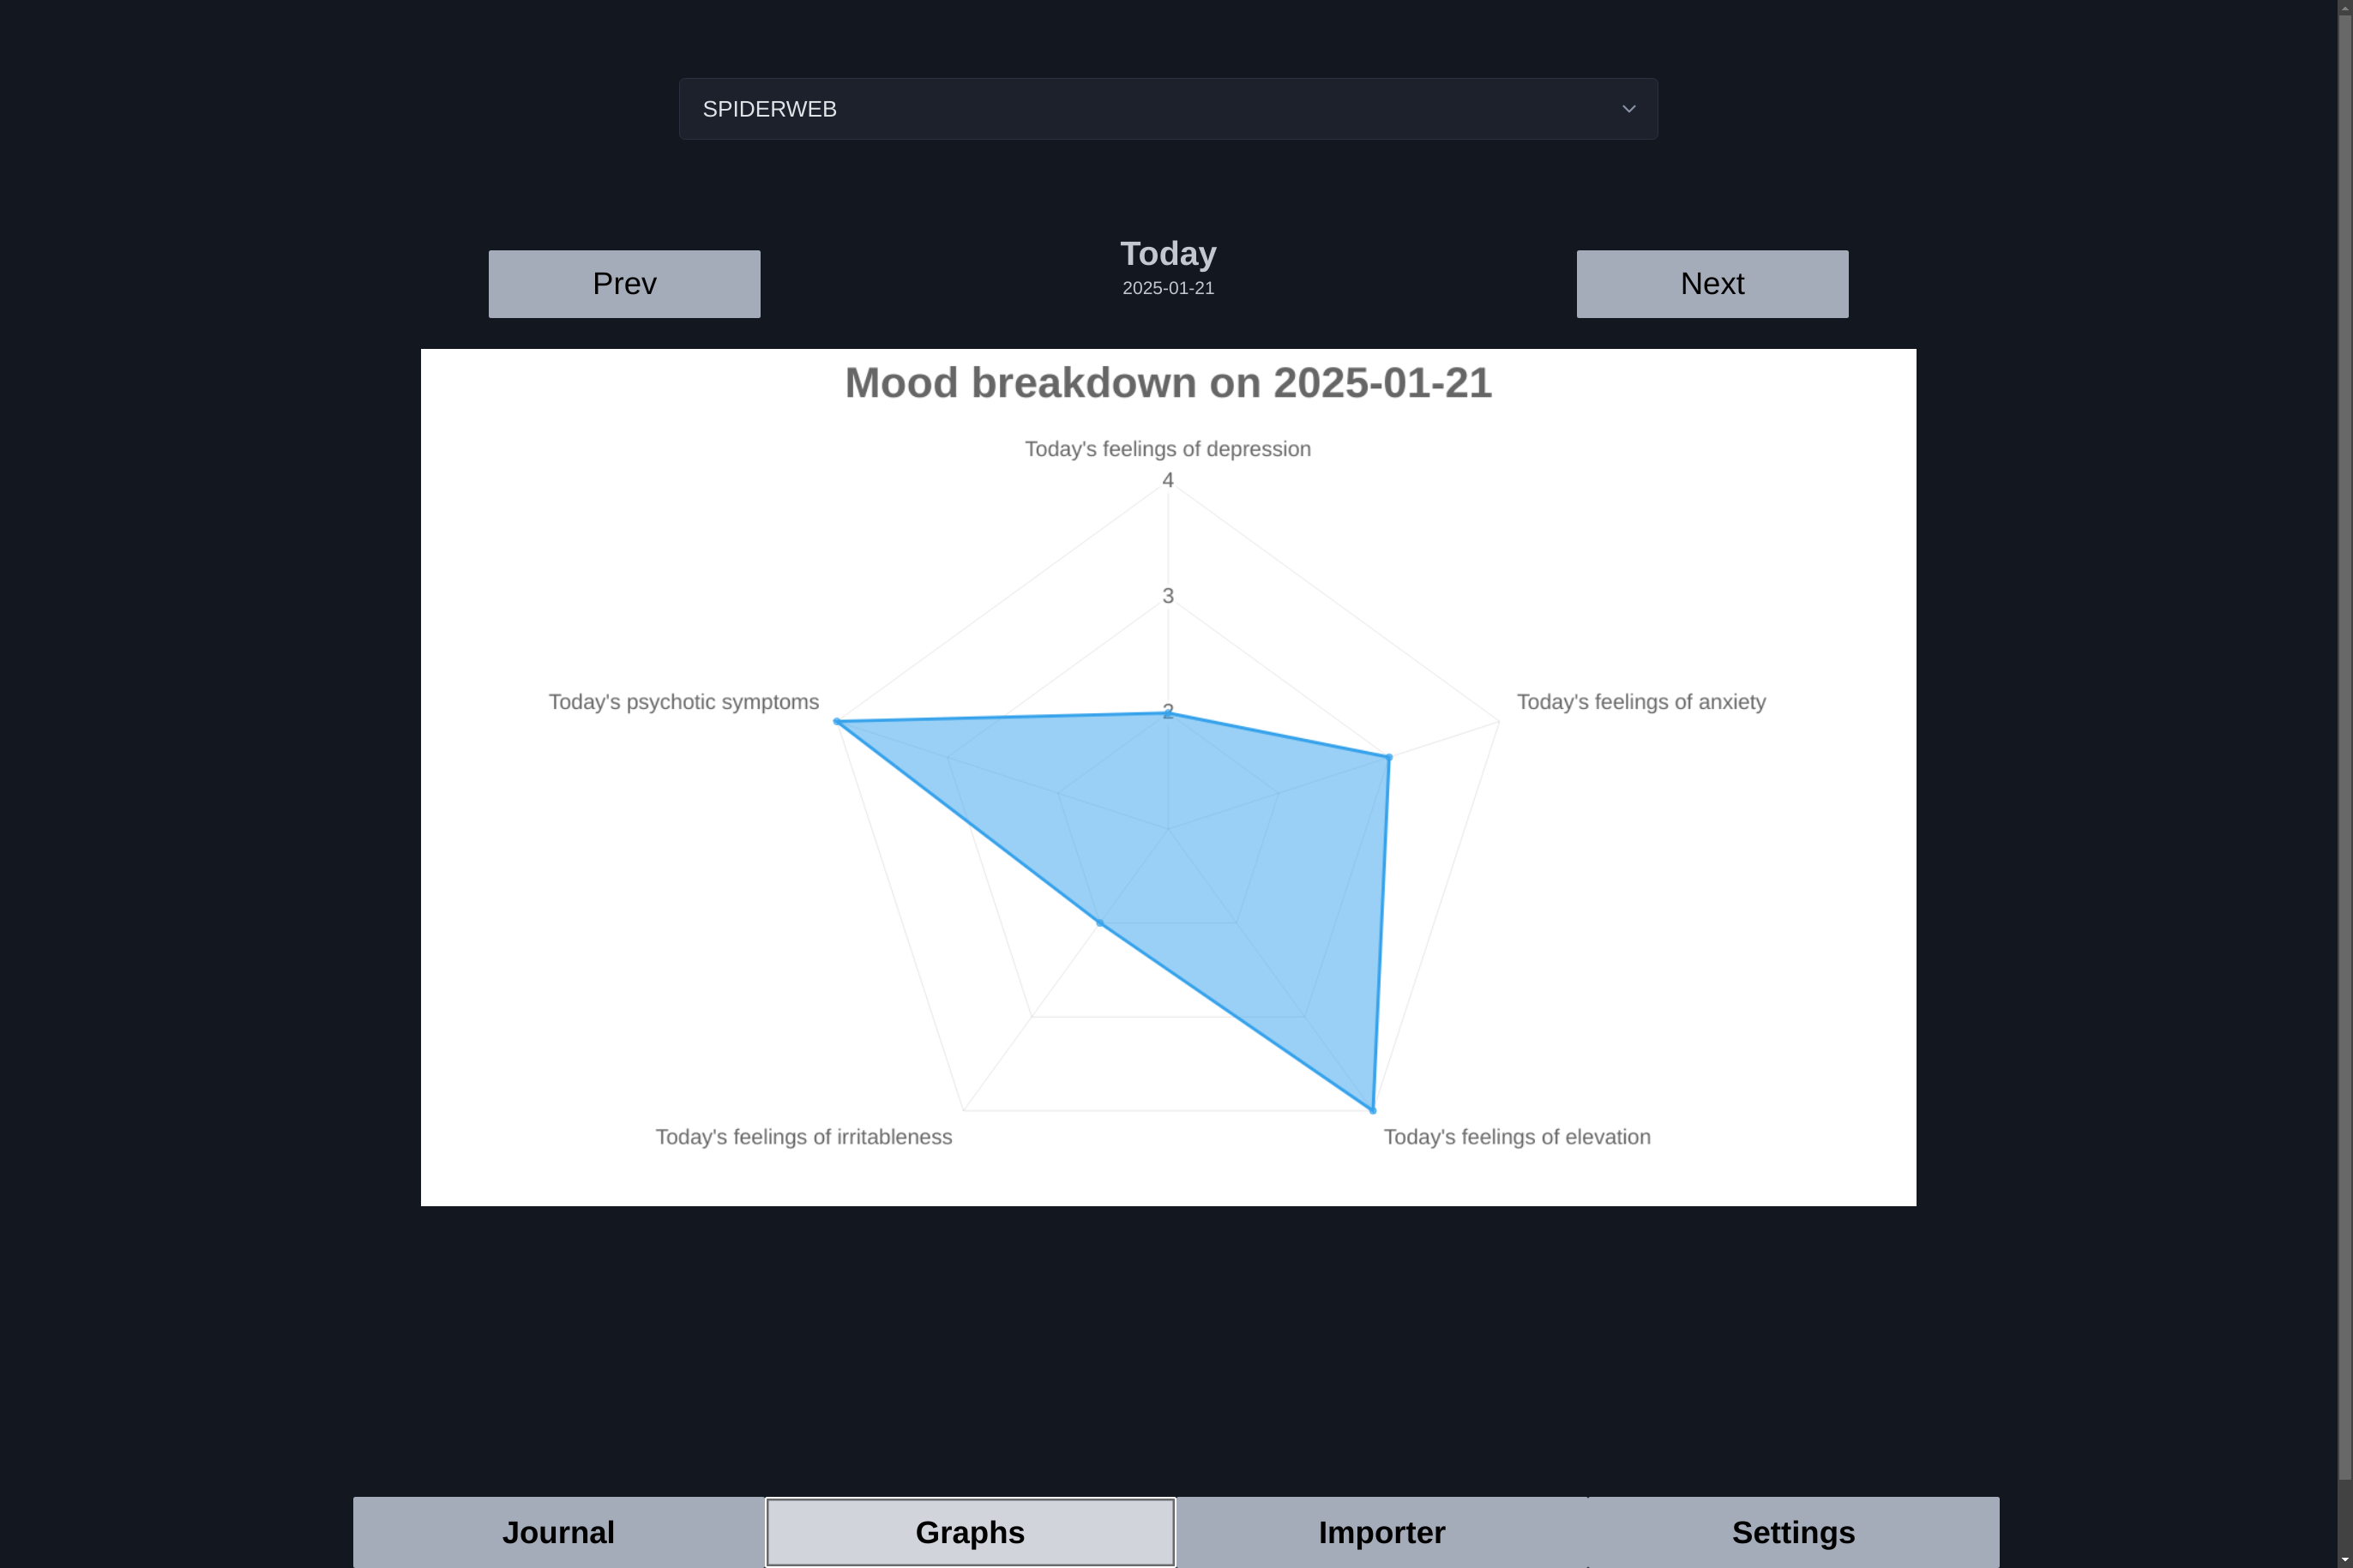 SPIDERWEB
Prev
Today
2025-01-21
Next
Mood breakdown on 2025-01-21
Today's feelings of depression
4
3
Today's psychotic symptoms
Today's feelings of anxiety
2
Today's feelings of irritableness
Today's feelings of elevation
Journal
Graphs
Importer
Settings